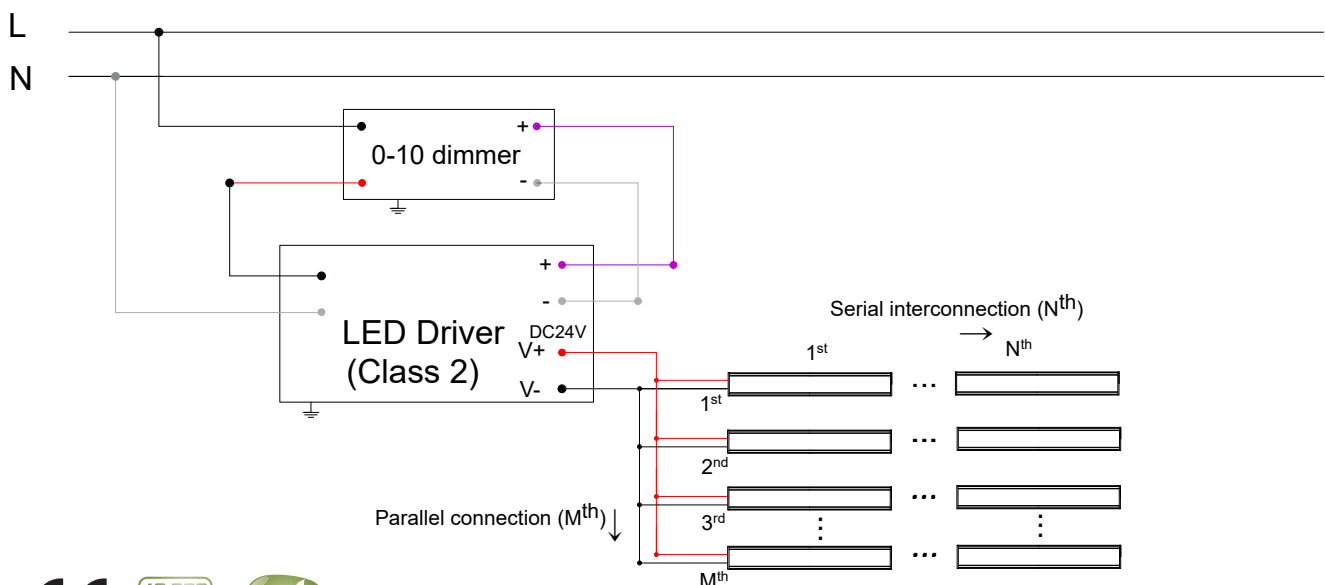 L
N
+
0-10 dimmer
-
+
-
LED Driver
(Class 2)
DC24V
V+
V-
Serial interconnection (Nth)
1st
Nth
1st
2nd
3rd
Parallel connection (Mth)
Mth